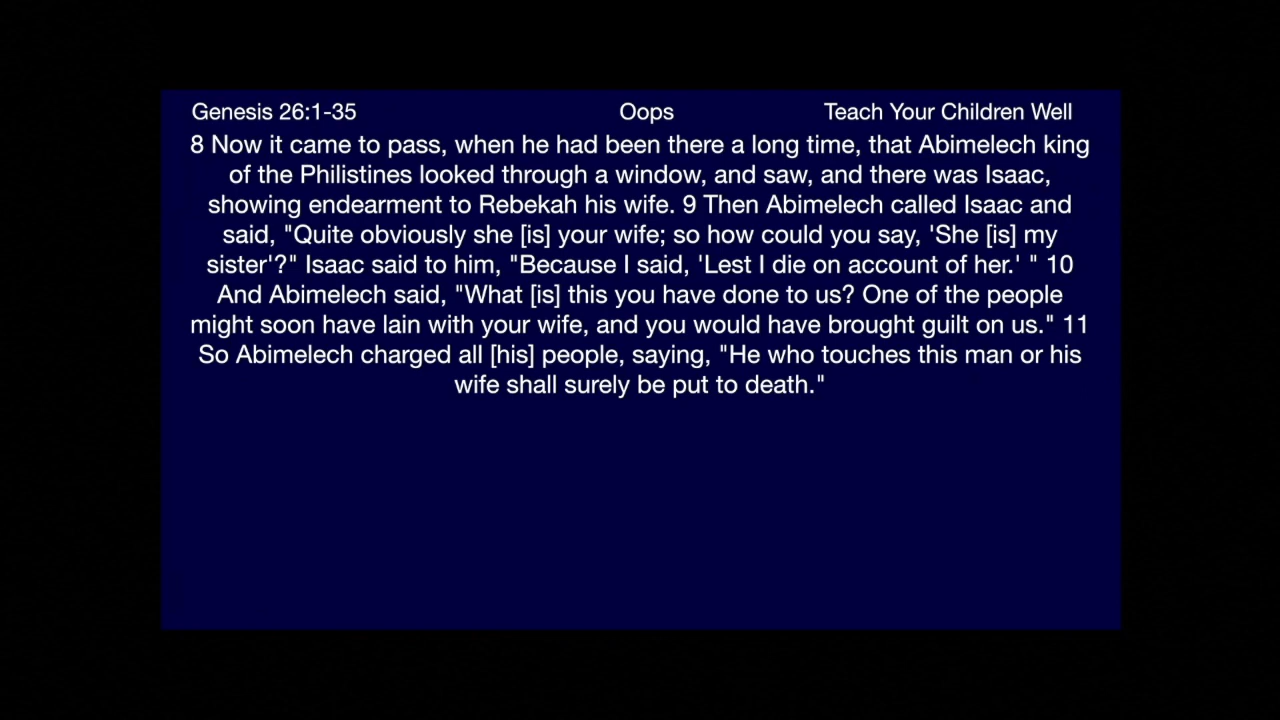 Genesis 26:1-35 Oops Teach Your Children Well
8 Now it came to pass, when he had been there a long time, that Abimelech king
of the Philistines looked through a window, and saw, and there was Isaac,
showing endearment to Rebekah his wife. 9 Then Abimelech called Isaac and
said, "Quite obviously she [is] your wife; so how could you say, 'She [is] my
sister'?" Isaac said to him, "Because I said, 'Lest I die on account of her.' " 10
And Abimelech said, "What [is] this you have done to us? One of the people
might soon have lain with your wife, and you would have brought guilt on us." 11
So Abimelech charged all [his] people, saying, "He who touches this man or his
wife shall surely be put to death."